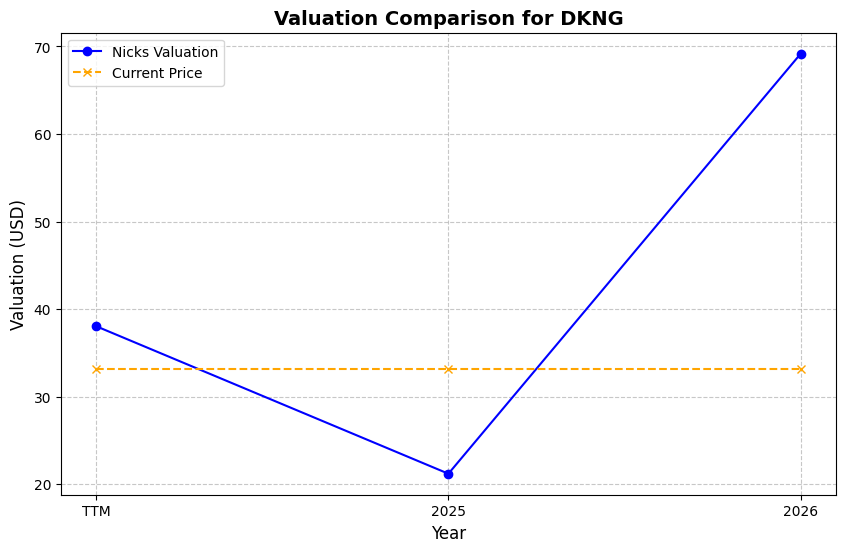 Valuation Comparison for DKNG
Nicks Valuation
Current Price
Valuation (USD)
70
60
50
40
30
20
TTM
2025
2026
Year